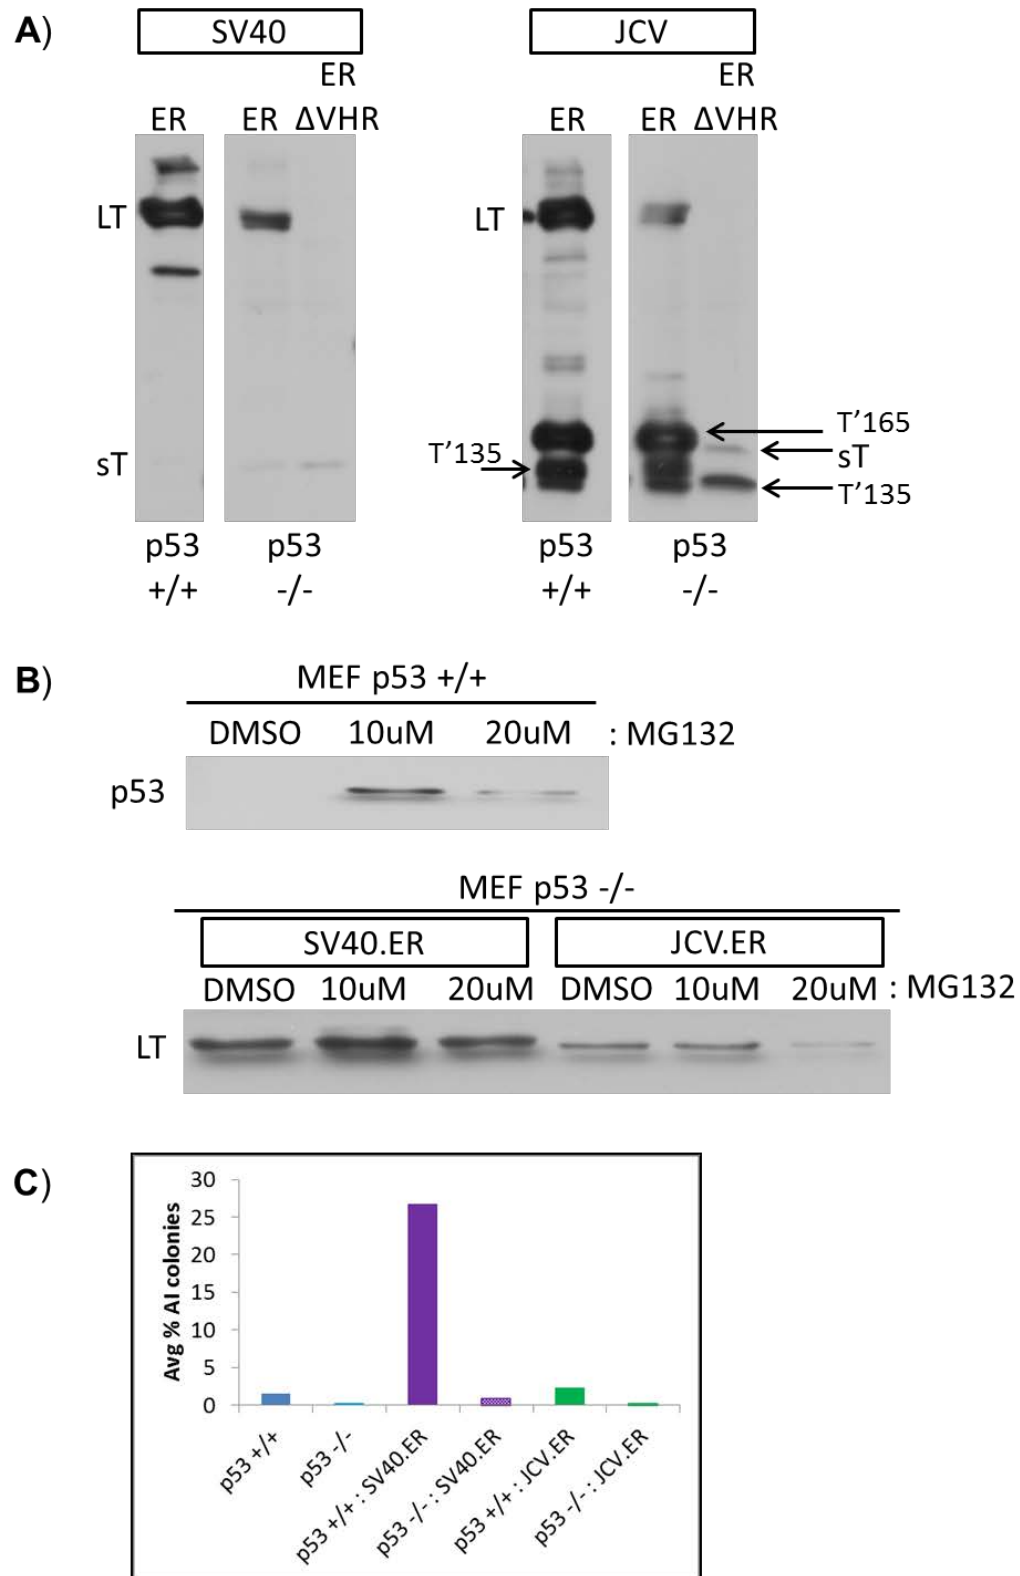 A)
SV40 JCV
ER ER
ER ER ΔVHR ER ER ΔVHR
LT LT
T'165
T'135 sT
sT T'135
p53 p53 p53 p53
+/+ -/- +/+ -/-
B)
MEF p53 +/+
DMSO 10uM 20uM : MG132
p53
MEF p53 -/-
SV40.ER JCV.ER
DMSO 10uM 20uM DMSO 10uM 20uM : MG132
LT
C)
Avg % AI colonies
30
25
20
15
10
5
0
p53 +/+
p53 -/-
p53 +/+ : SV40.ER
p53 -/- : SV40.ER
p53 +/+ : JCV.ER
p53 -/- : JCV.ER